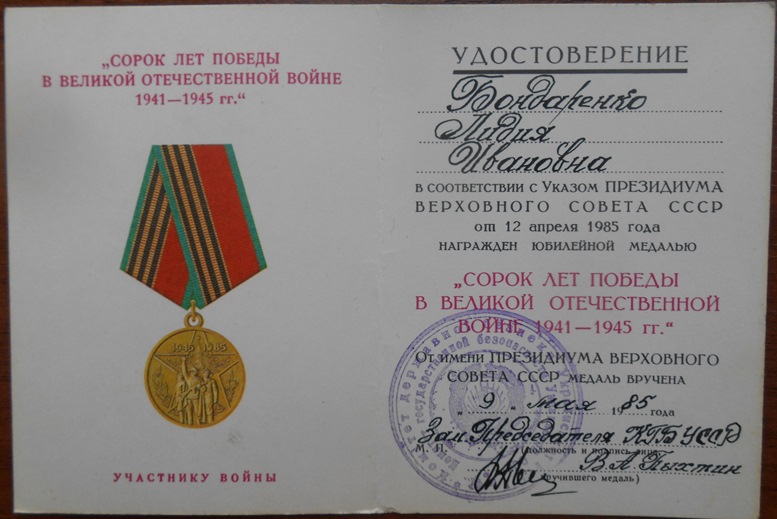 „СОРОК ЛЕТ ПОБЕДЫ
В ВЕЛИКОЙ ОТЕЧЕСТВЕННОЙ ВОЙНЕ
1941—1945 гг.“
1945 1985
УЧАСТНИКУ ВОЙНЫ
УДОСТОВЕРЕНИЕ
Бондаренко
Лидия
Ивановна
в соответствии с Указом ПРЕЗИДИУМА
ВЕРХОВНОГО СОВЕТА СССР
от 12 апреля 1985 года
НАГРАЖДЕН ЮБИЛЕЙНОЙ МЕДАЛЬЮ
„СОРОК ЛЕТ ПОБЕДЫ
В ВЕЛИКОЙ ОТЕЧЕСТВЕННОЙ
ВОЙНЕ 1941—1945 гг.“
От имени ПРЕЗИДИУМА ВЕРХОВНОГО
СОВЕТА СССР МЕДАЛЬ ВРУЧЕНА
„ 9 „ мая 1985 года
Зам. Председателя КГБ УССР
М. П. (должность и подпись лица,
В.А. Пыхтин
вручившего медаль)